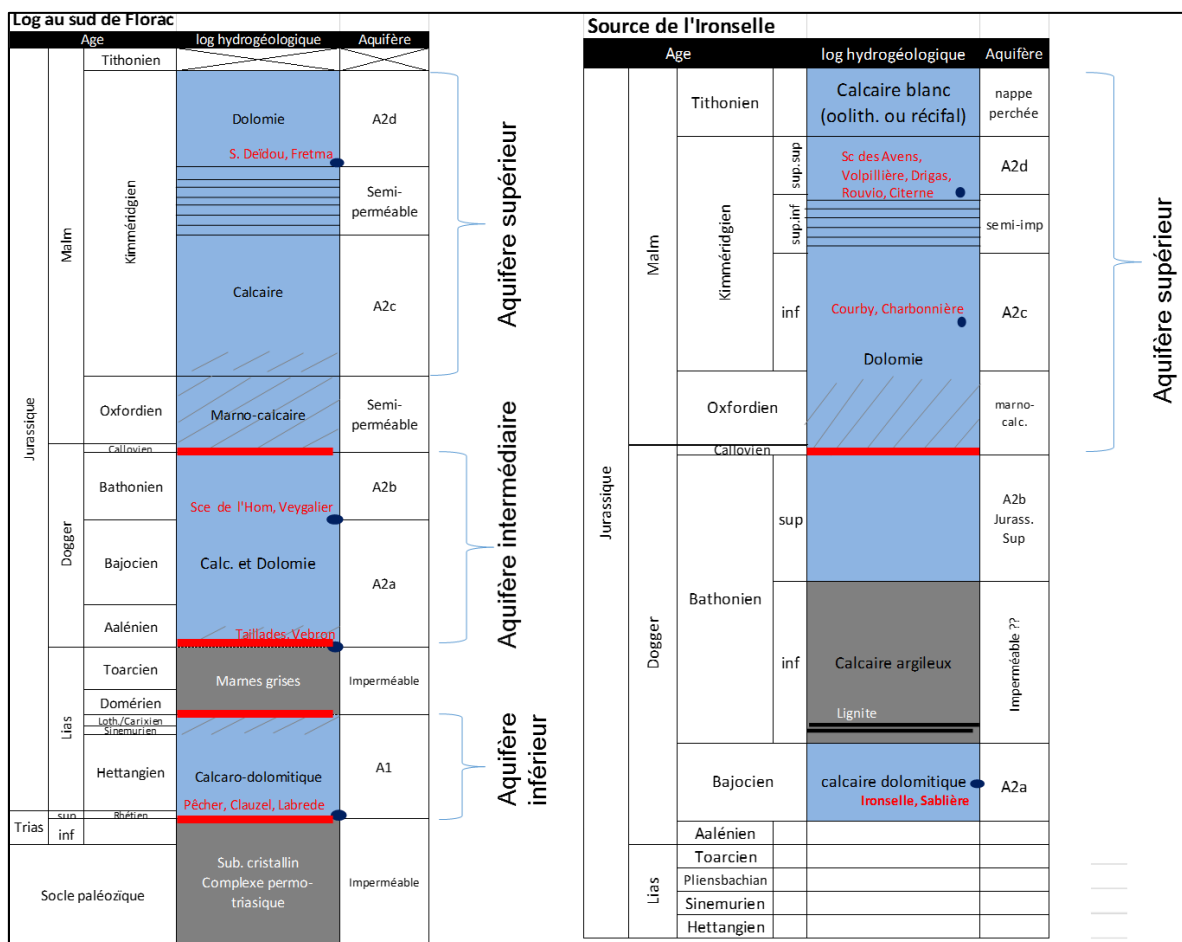 Log au sud de Florac
Age
log hydrogéologique
Aquifère
Jurassique
Malm
Tithonien
Kimméridgien
Dolomie
S. Deïdou, Fretma
A2d
Semi-
perméable
Calcaire
A2c
Oxfordien
Marno-calcaire
Semi-
perméable
Dogger
Callovien
Bathonien
Sce de l'Hom, Veygalier
A2b
Bajocien
Calc. et Dolomie
A2a
Aalénien
Taillades, Vebron
Lias
Toarcien
Mames grises
Imperméable
Domérien
Loth./Carixien
Sinemurien
Hettangien
Calcaro-dolomitique
A1
Pêcher, Clauzel, Labrede
Trias
sup
Rhétien
inf
Socle paléozïque
Sub. cristallin
Complexe permo-
triasique
Imperméable
Aquifère supérieur
Aquifère intermédiaire
Aquifère
inférieur
Source de l'Ironselle
Age
log hydrogéologique
Aquifère
Jurassique
Malm
Tithonien
Calcaire blanc
(oolith. ou récifal)
nappe
perchée
Kimméridgien
sup.sup
Sc des Avens,
Volpillière, Drigas,
Rouvio, Citerne
A2d
sup.inf
semi-imp
inf
Courby, Charbonnière
A2c
Dolomie
Oxfordien
marno-
calc.
Dogger
Callovien
Bathonien
sup
A2b
Jurass.
Sup
inf
Calcaire argileux
Imperméable ??
Lignite
Bajocien
calcaire dolomitique
Ironselle, Sablière
A2a
Aalénien
Lias
Toarcien
Pliensbachian
Sinemurien
Hettangien
Aquifère supérieur